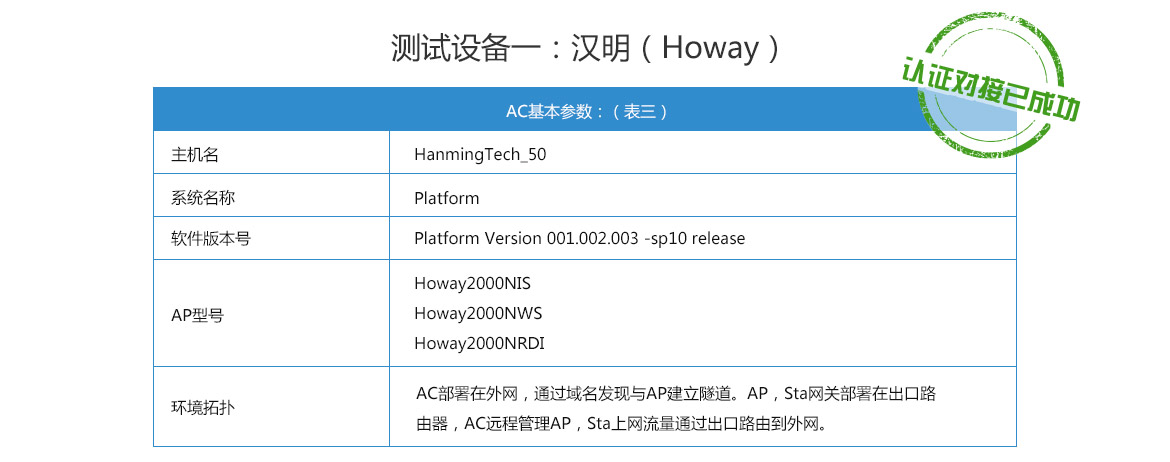 测试设备一：汉明（Howay）
认证对接已成功
AC基本参数：（表三）
主机名 HanmingTech_50
系统名称 Platform
软件版本号 Platform Version 001.002.003 -sp10 release
AP型号 Howay2000NIS
Howay2000NWS
Howay2000NRDI
环境拓扑 AC部署在外网，通过域名发现与AP建立隧道。AP，Sta网关部署在出口路
由器，AC远程管理AP，Sta上网流量通过出口路由到外网。